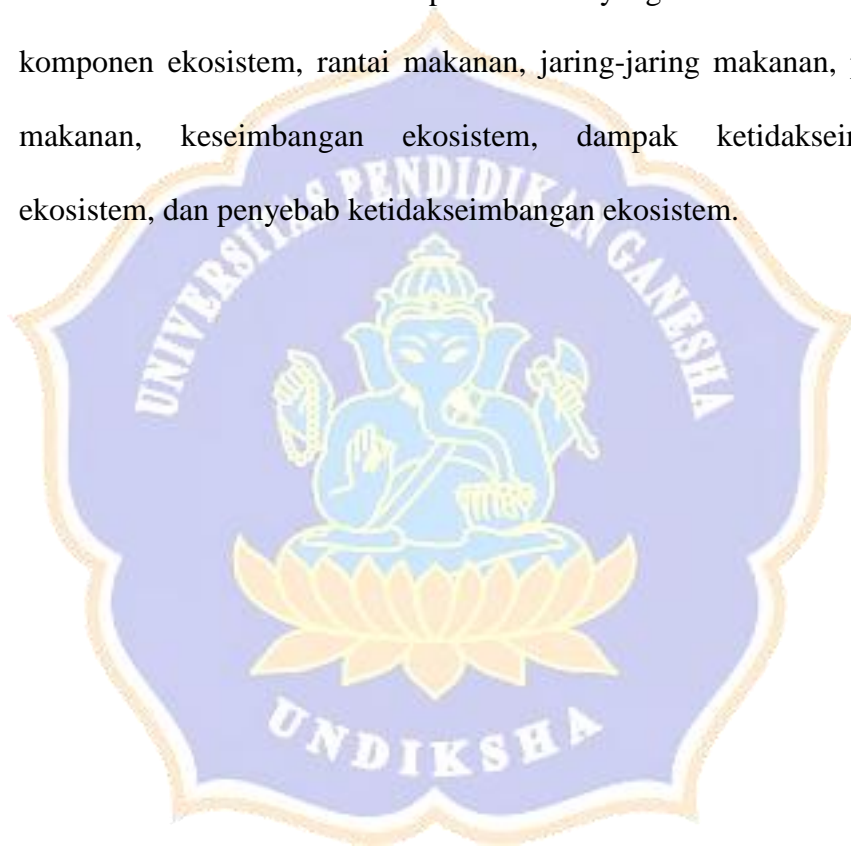 yang
komponen ekosistem, rantai makanan, jaring-jaring makanan,
makanan, keseimbangan ekosistem, dampak
ekosistem, dan penyebab ketidakseimbangan ekosistem.
UNIVERSITAS PENDIDIKAN GANESHA
UNDIKSHA